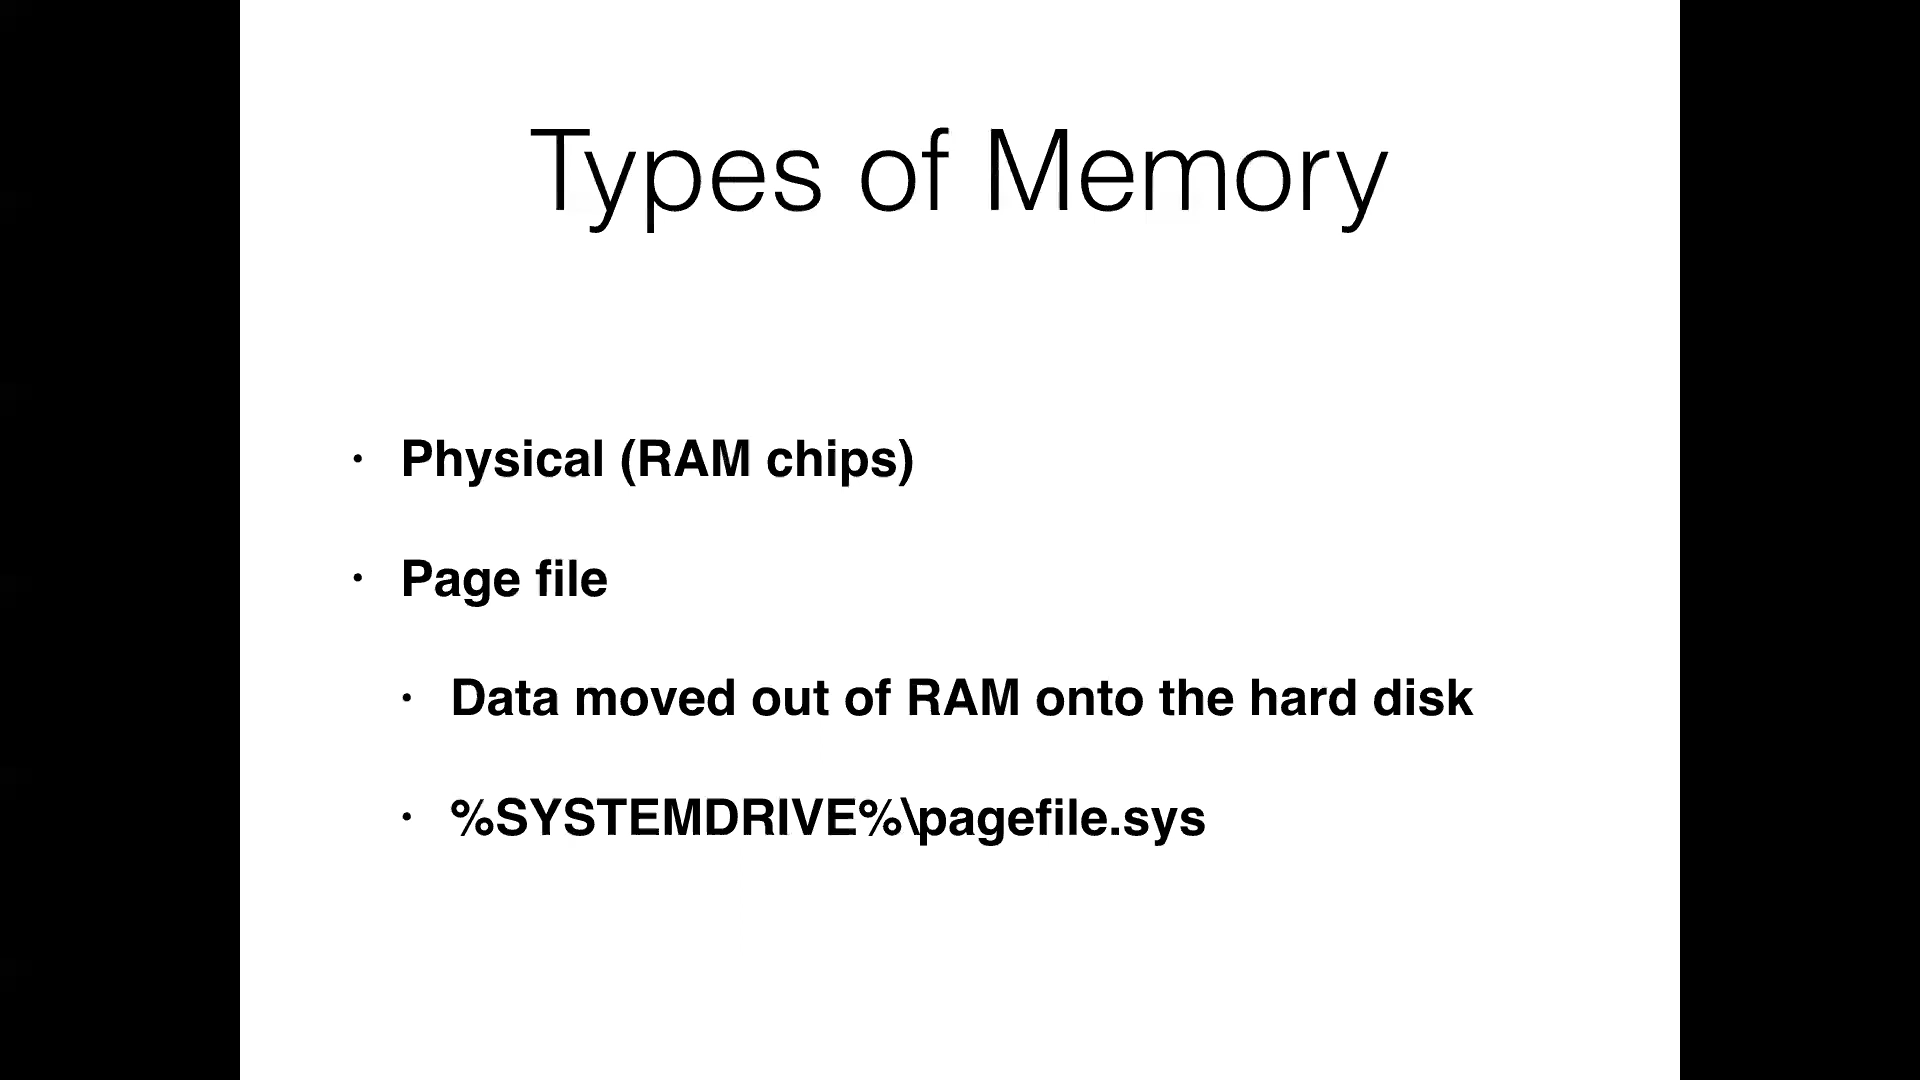 Types of Memory
• Physical (RAM chips)
• Page file
• Data moved out of RAM onto the hard disk
• %SYSTEMDRIVE%\pagefile.sys